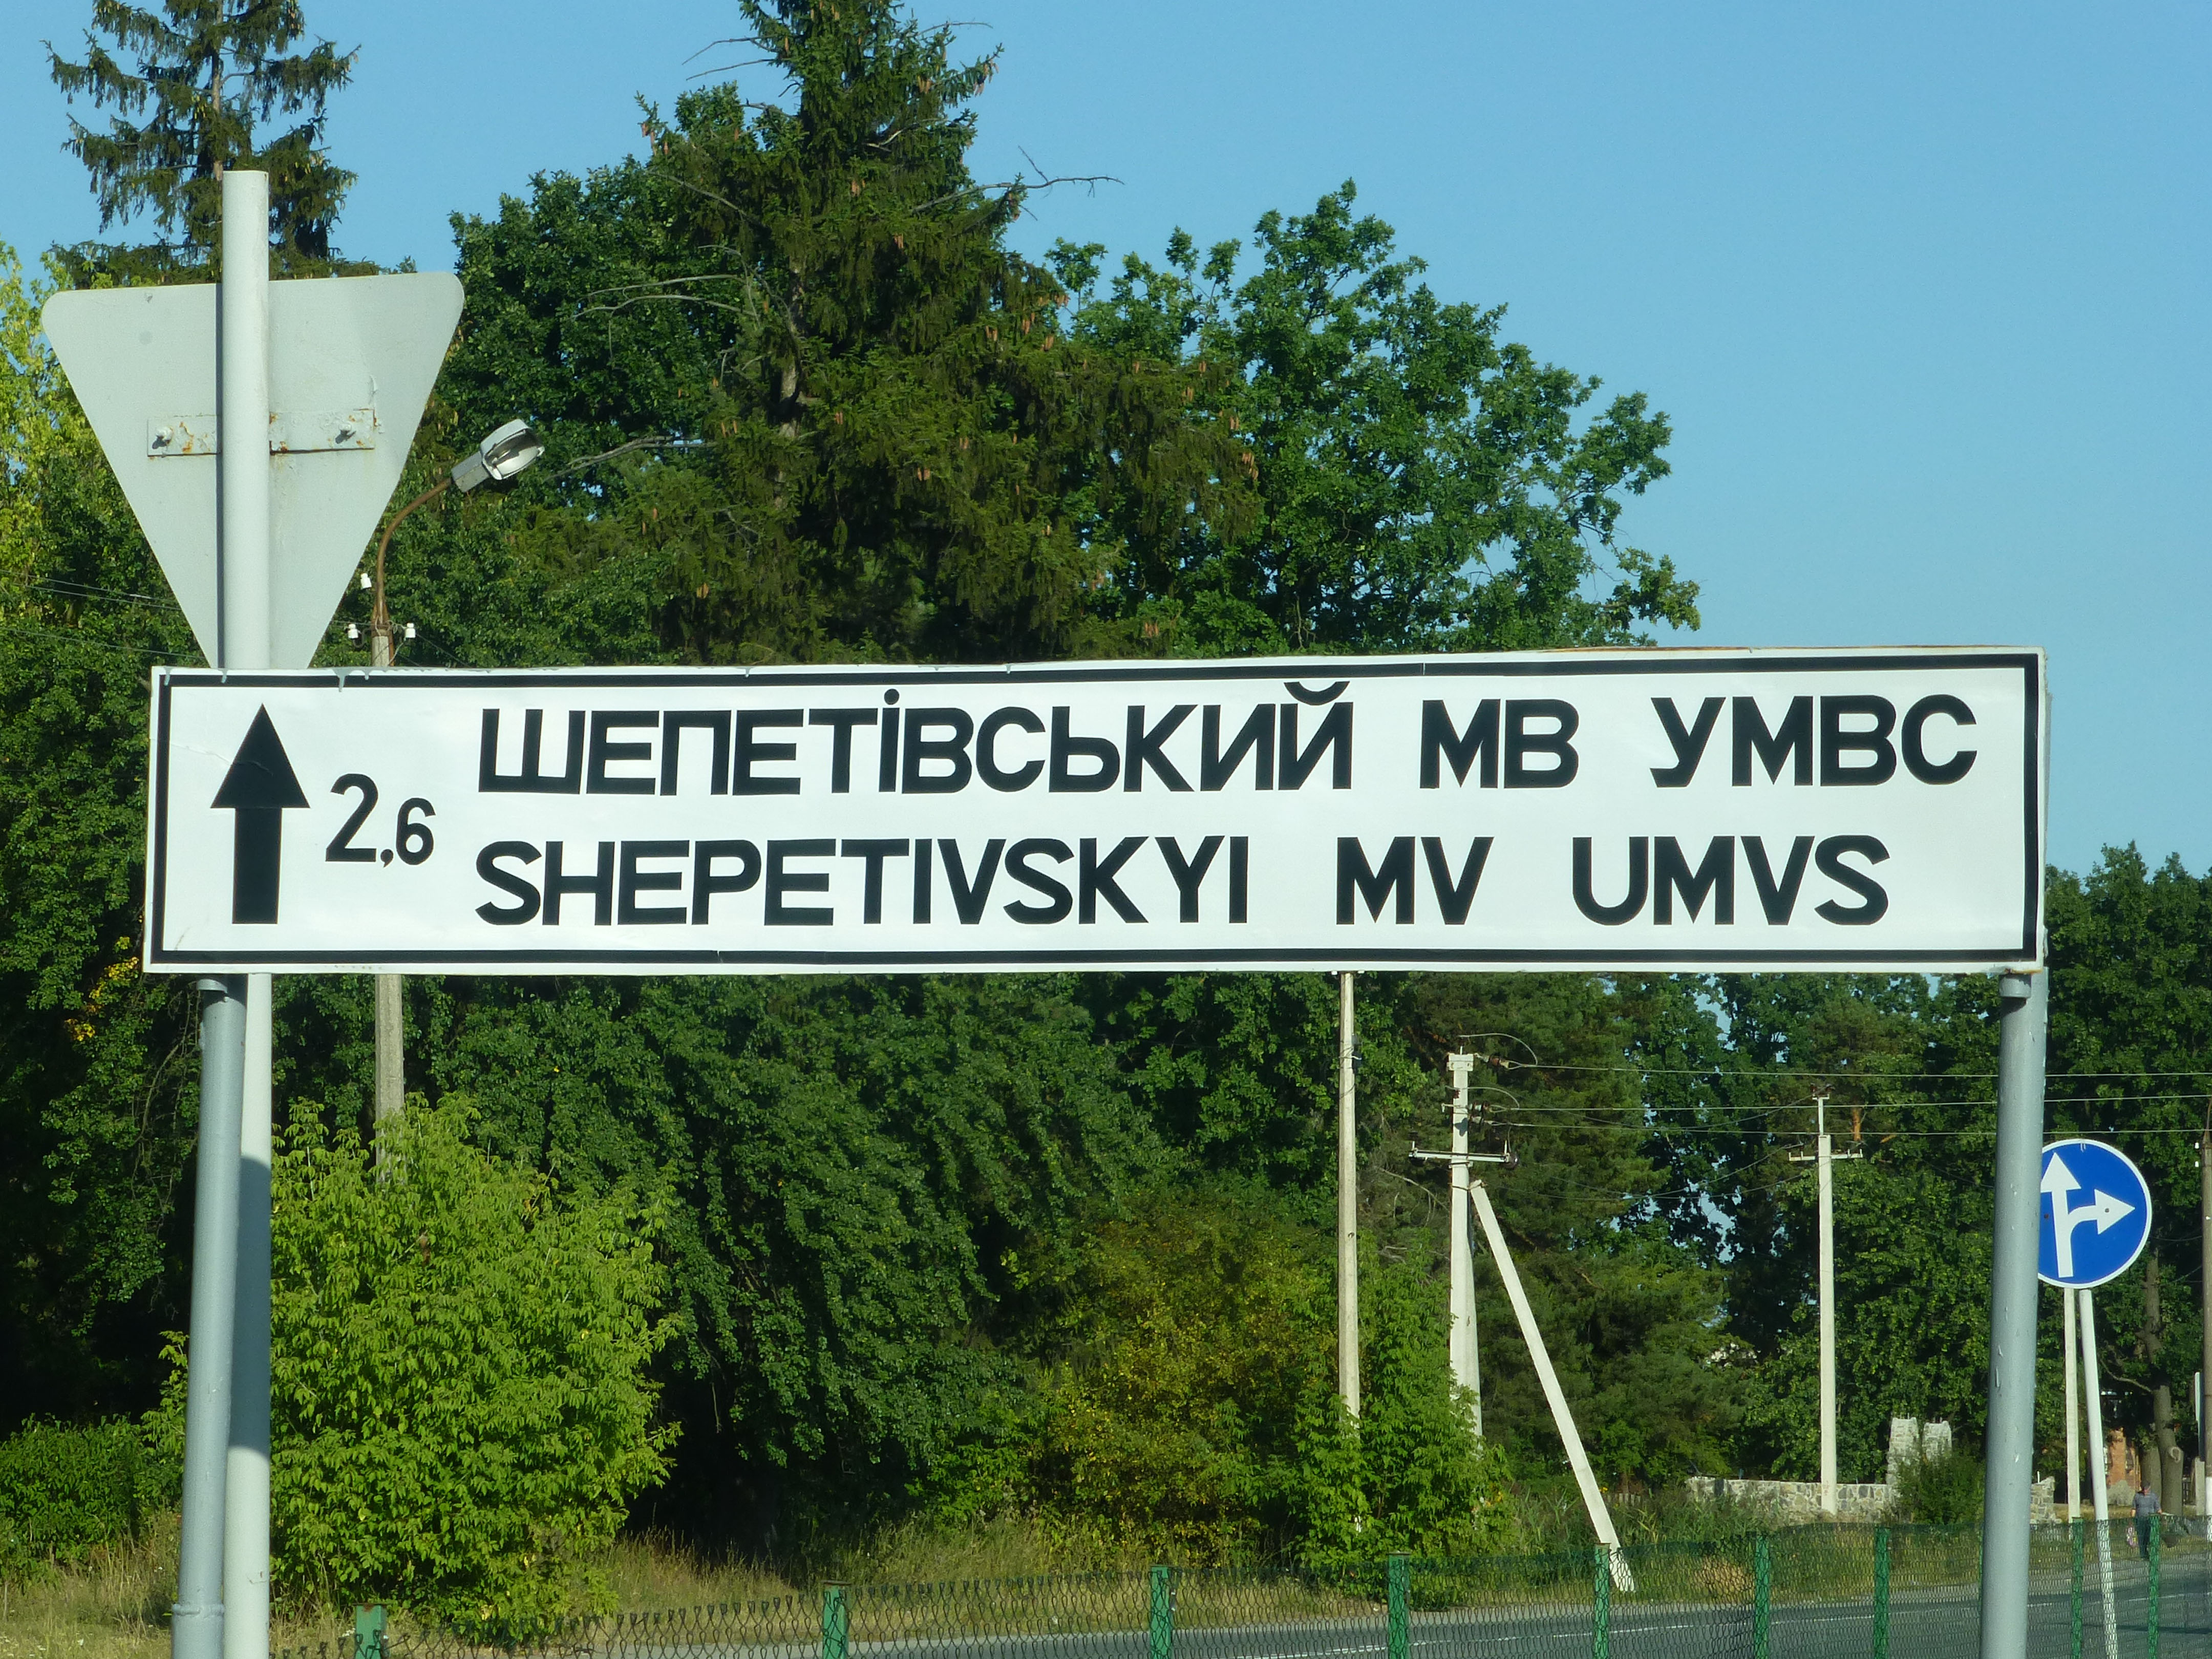 2,6
ШЕПЕТІВСЬКИЙ МВ УМВС
SHEPETIVSKYI MV UMVS